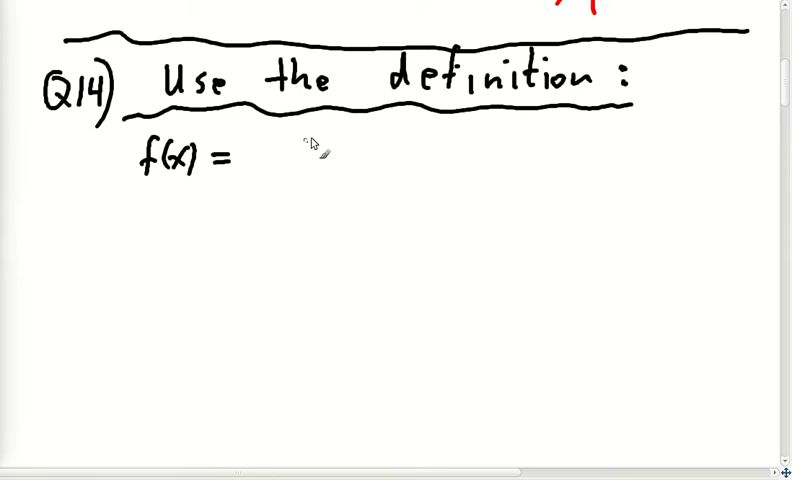 Q14) Use the definition :
f(x) =